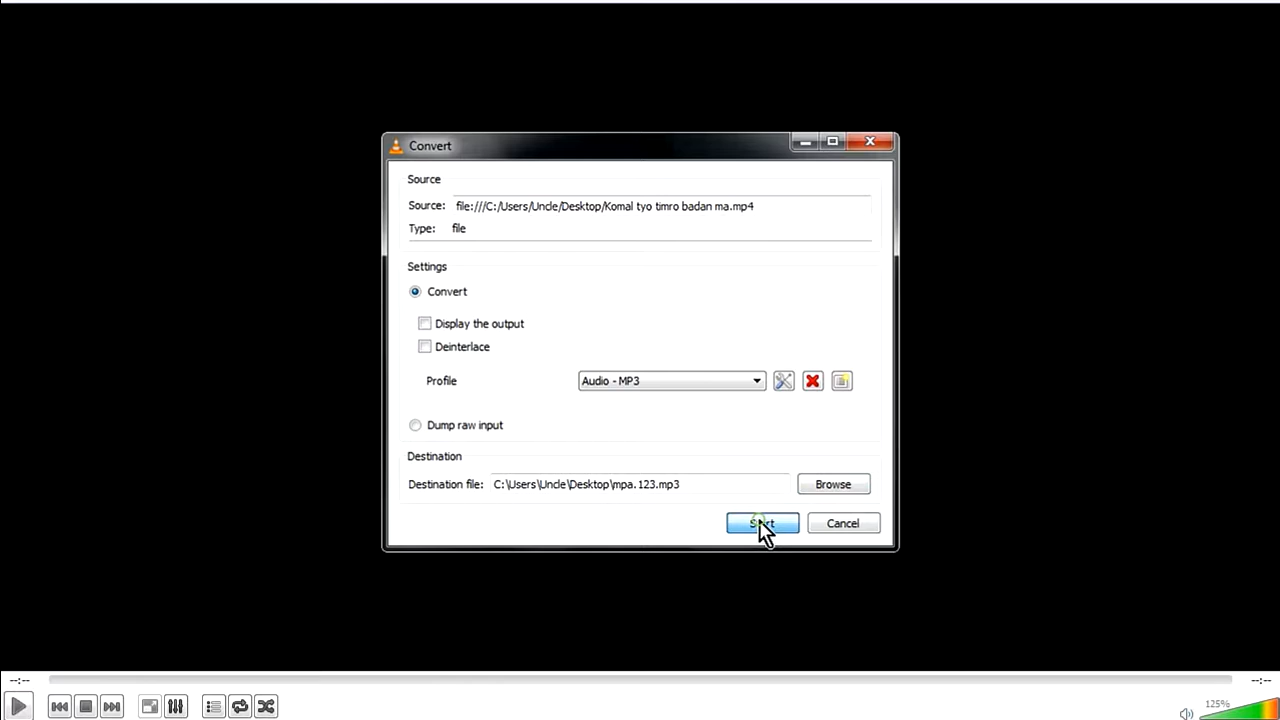 Convert
Source
Source: file:///C:/Users/Uncle/Desktop/Komal tyo timro badan ma.mp4
Type: file
Settings
Convert
Display the output
Deinterlace
Profile Audio - MP3
Dump raw input
Destination
Destination file: C:\Users\Uncle\Desktop\mpa.123.mp3 Browse
Start Cancel
--:-- --:--
125%